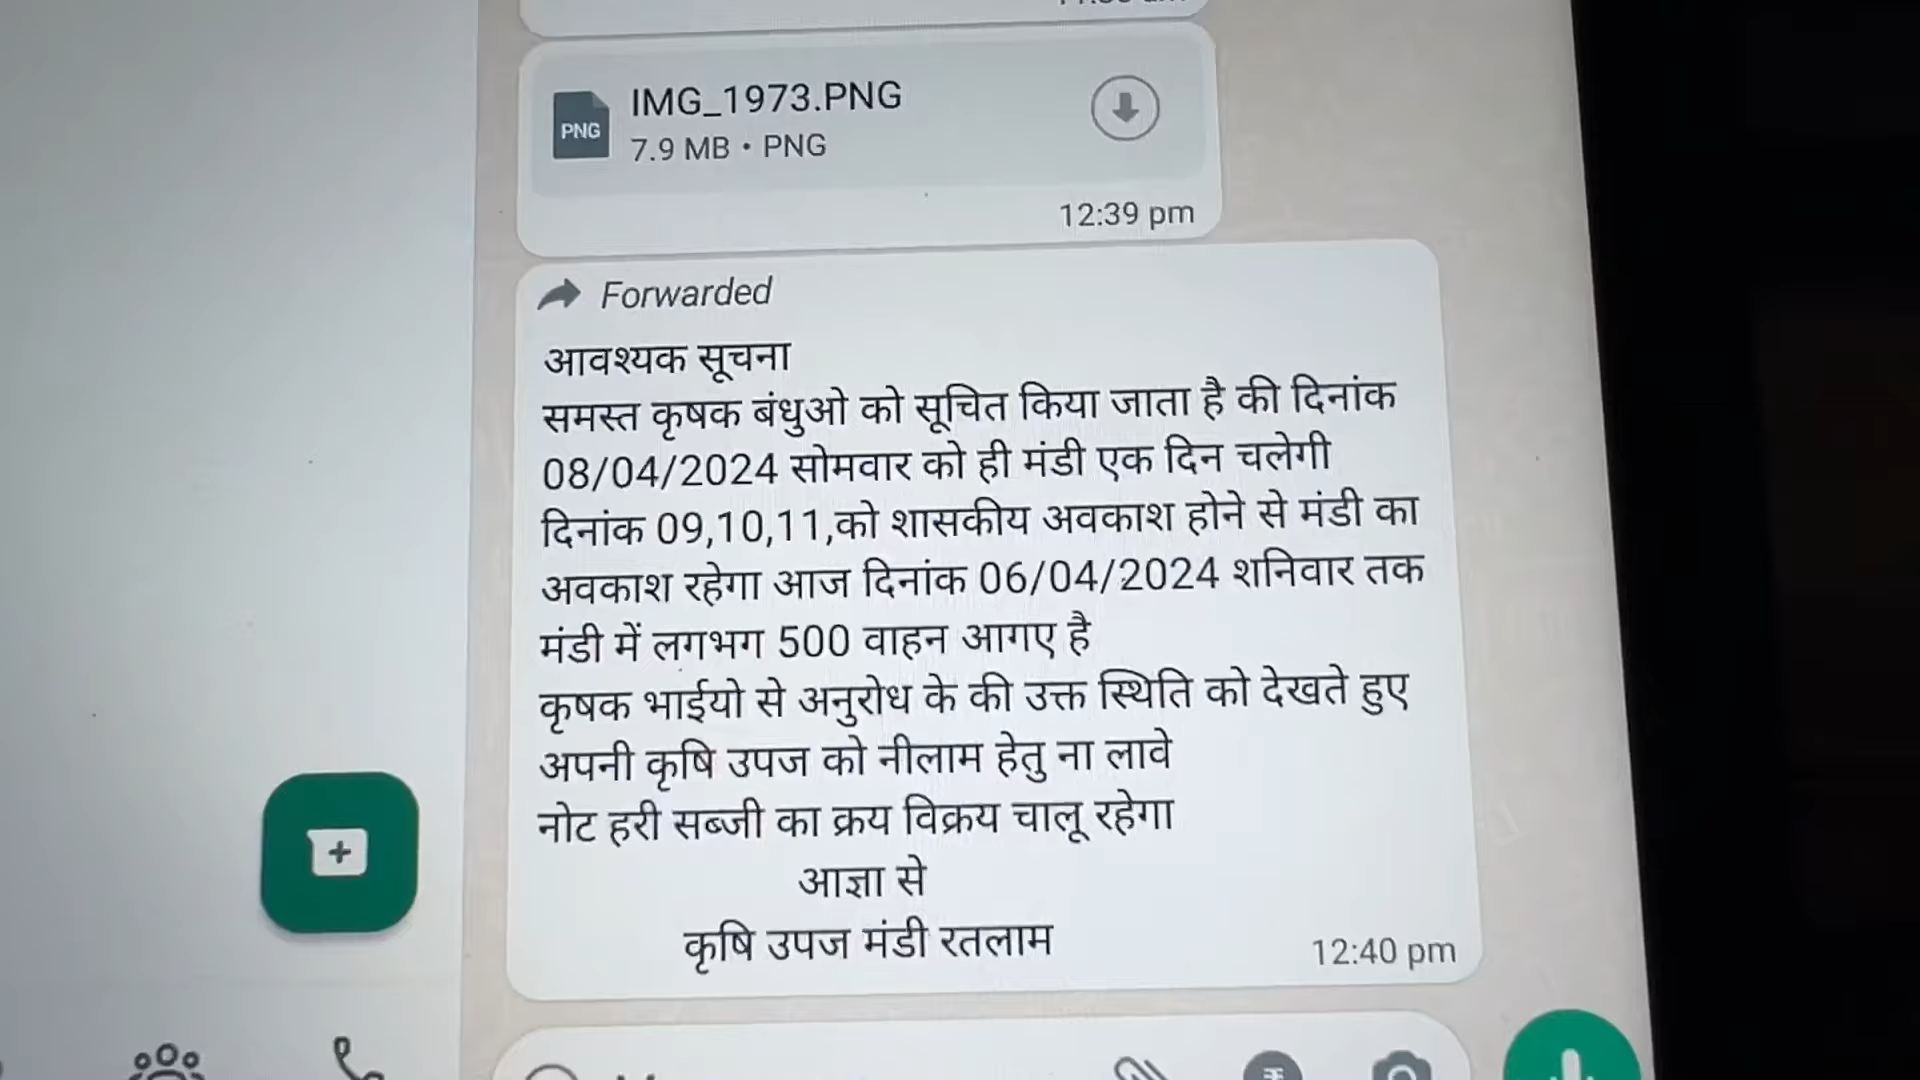 IMG_1973.PNG
PNG
7.9 MB • PNG
12:39 pm
Forwarded
आवश्यक सूचना
समस्त कृषक बंधुओ को सूचित किया जाता है की दिनांक
08/04/2024 सोमवार को ही मंडी एक दिन चलेगी
दिनांक 09,10,11,को शासकीय अवकाश होने से मंडी का
अवकाश रहेगा आज दिनांक 06/04/2024 शनिवार तक
मंडी में लगभग 500 वाहन आगए है
कृषक भाईयो से अनुरोध के की उक्त स्थिति को देखते हुए
अपनी कृषि उपज को नीलाम हेतु ना लावे
नोट हरी सब्जी का क्रय विक्रय चालू रहेगा
आज्ञा से
कृषि उपज मंडी रतलाम
12:40 pm